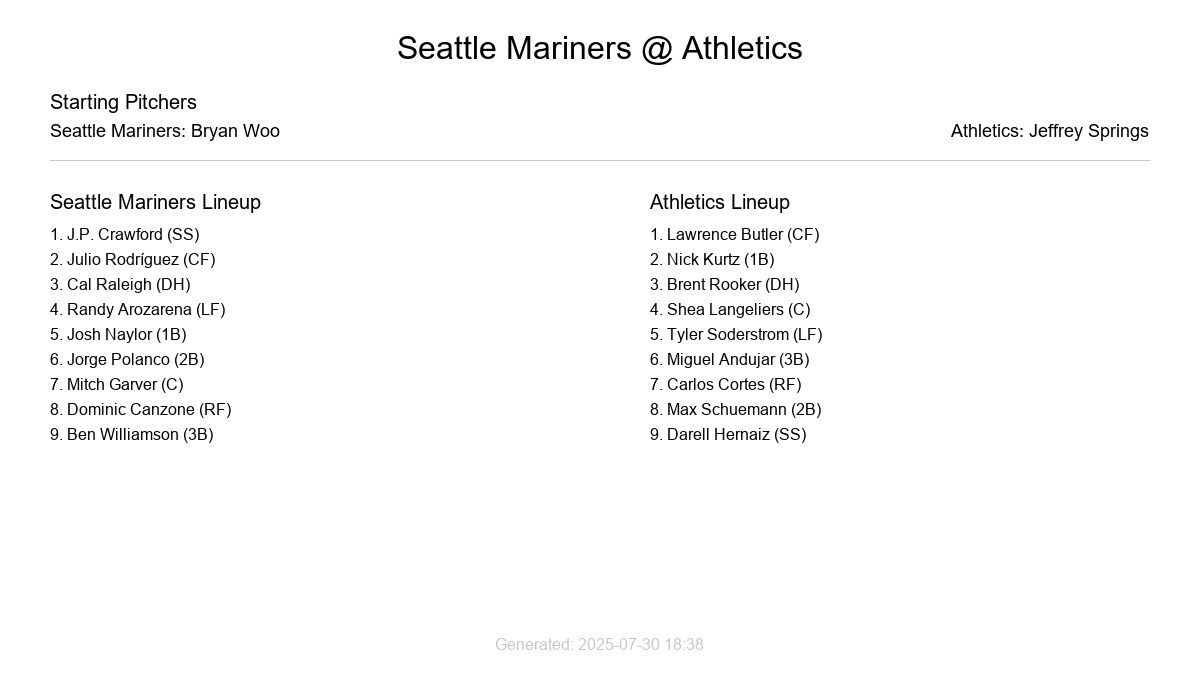 Seattle Mariners @ Athletics
Starting Pitchers
Seattle Mariners: Bryan Woo
Athletics: Jeffrey Springs
Seattle Mariners Lineup
1. J.P. Crawford (SS)
2. Julio Rodríguez (CF)
3. Cal Raleigh (DH)
4. Randy Arozarena (LF)
5. Josh Naylor (1B)
6. Jorge Polanco (2B)
7. Mitch Garver (C)
8. Dominic Canzone (RF)
9. Ben Williamson (3B)
Athletics Lineup
1. Lawrence Butler (CF)
2. Nick Kurtz (1B)
3. Brent Rooker (DH)
4. Shea Langeliers (C)
5. Tyler Soderstrom (LF)
6. Miguel Andujar (3B)
7. Carlos Cortes (RF)
8. Max Schuemann (2B)
9. Darell Hernaiz (SS)
Generated: 2025-07-30 18:38